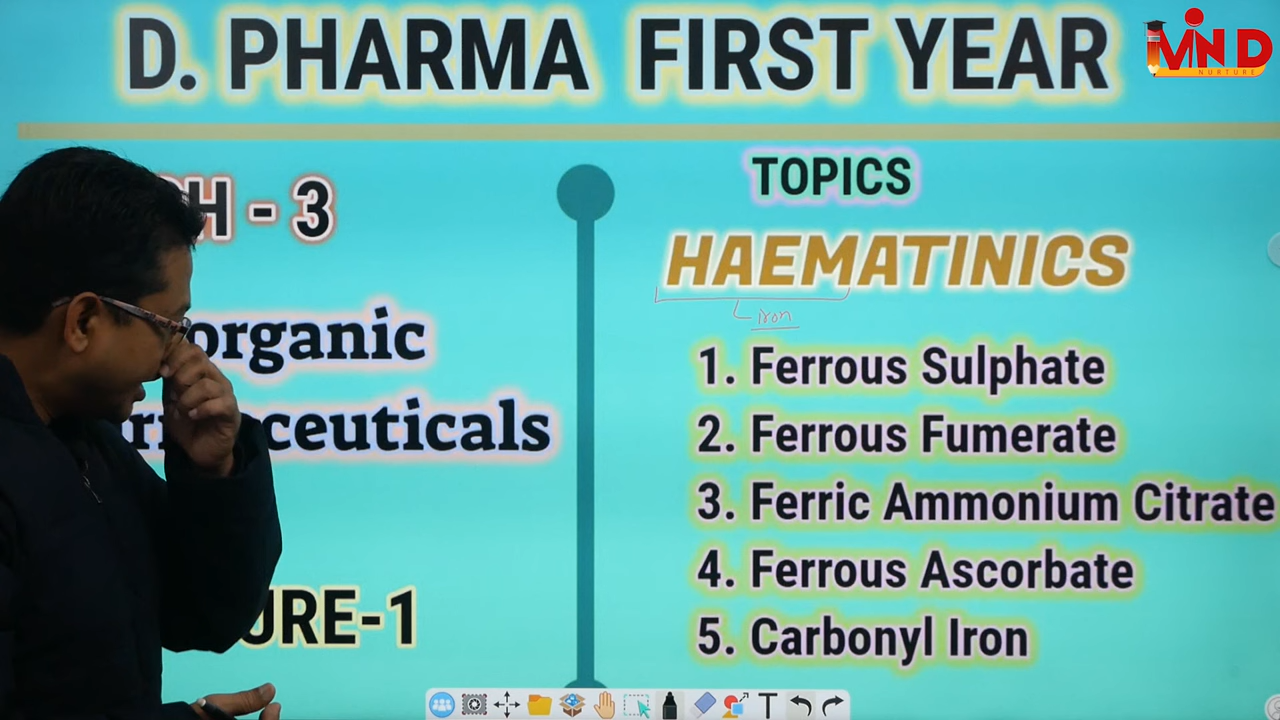 D. PHARMA FIRST YEAR
MIND
NURTURE
H - 3
organic
ceuticals
URE-1
TOPICS
HAEMATINICS
iron
1. Ferrous Sulphate
2. Ferrous Fumerate
3. Ferric Ammonium Citrate
4. Ferrous Ascorbate
5. Carbonyl Iron
T